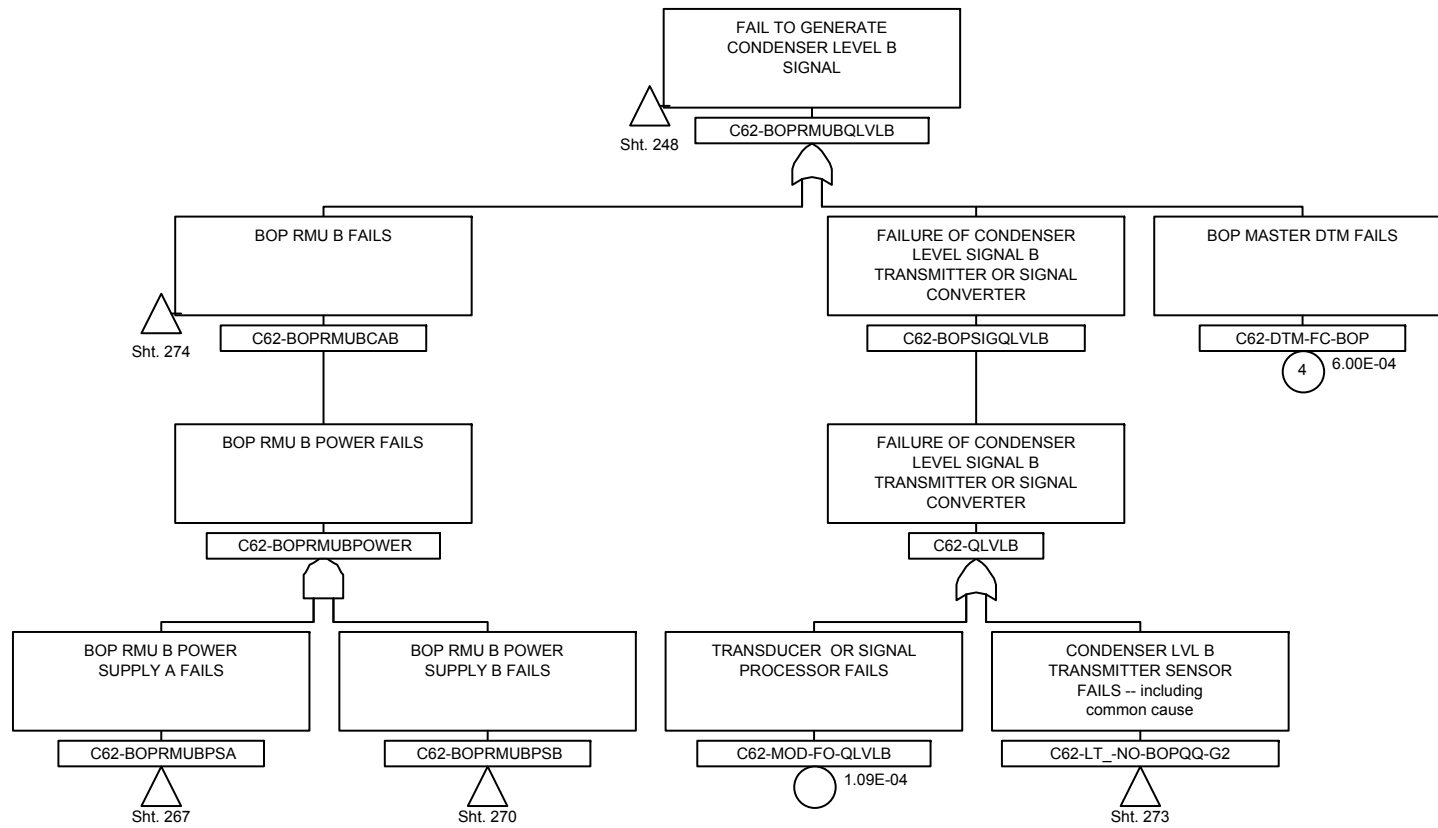 FAIL TO GENERATE
CONDENSER LEVEL B
SIGNAL
Sht. 248
C62-BOPRMUBQLVLB
BOP RMU B FAILS
Sht. 274
C62-BOPRMUBCAB
FAILURE OF CONDENSER
LEVEL SIGNAL B
TRANSMITTER OR SIGNAL
CONVERTER
C62-BOPSIGQLVLB
BOP MASTER DTM FAILS
C62-DTM-FC-BOP
4
6.00E-04
BOP RMU B POWER FAILS
C62-BOPRMUBPOWER
FAILURE OF CONDENSER
LEVEL SIGNAL B
TRANSMITTER OR SIGNAL
CONVERTER
C62-QLVLB
BOP RMU B POWER
SUPPLY A FAILS
C62-BOPRMUBPSA
Sht. 267
BOP RMU B POWER
SUPPLY B FAILS
C62-BOPRMUBPSB
Sht. 270
TRANSDUCER OR SIGNAL
PROCESSOR FAILS
C62-MOD-FO-QLVLB
1.09E-04
CONDENSER LVL B
TRANSMITTER SENSOR
FAILS -- including
common cause
C62-LT_-NO-BOPQQ-G2
Sht. 273